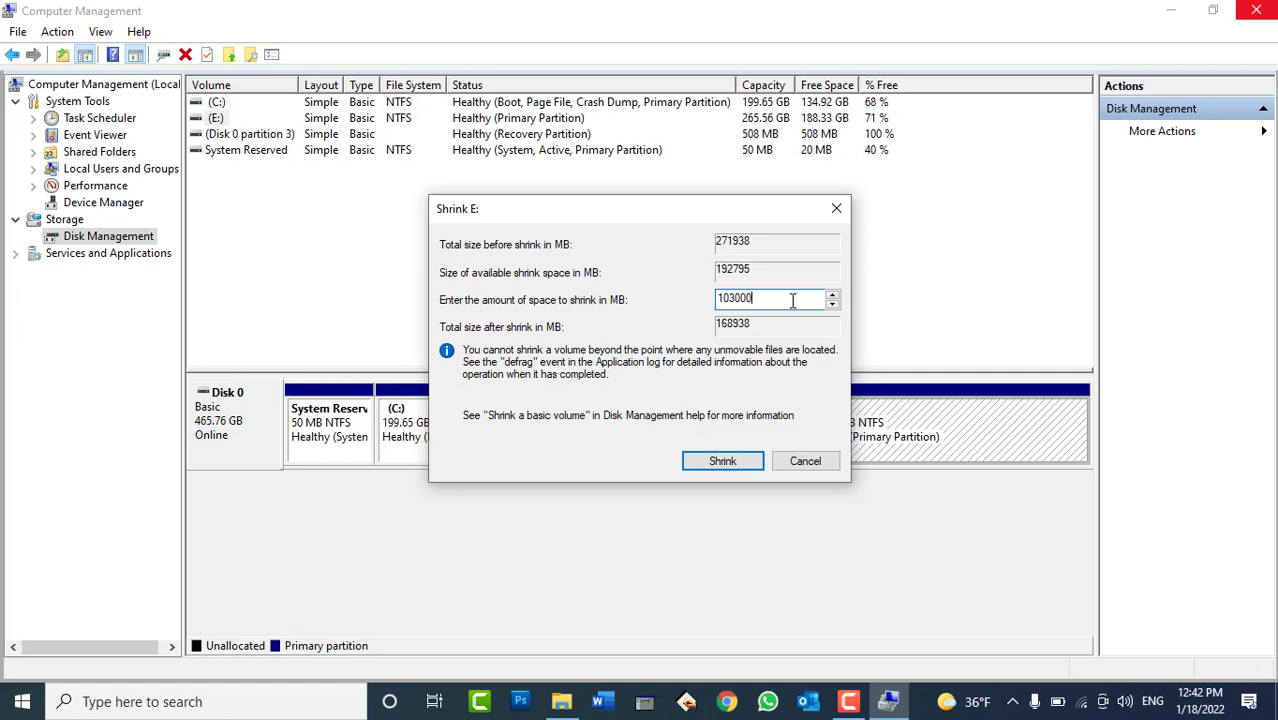 Computer Management
File Action View Help
Computer Management (Local
System Tools
Task Scheduler
Event Viewer
Shared Folders
Local Users and Groups
Performance
Device Manager
Storage
Disk Management
Services and Applications
Volume Layout Type File System Status Capacity Free Space % Free
(C:) Simple Basic NTFS Healthy (Boot, Page File, Crash Dump, Primary Partition) 199.65 GB 134.92 GB 68 %
(E:) Simple Basic NTFS Healthy (Primary Partition) 265.56 GB 188.33 GB 71 %
(Disk 0 partition 3) Simple Basic Healthy (Recovery Partition) 508 MB 508 MB 100 %
System Reserved Simple Basic NTFS Healthy (System, Active, Primary Partition) 50 MB 20 MB 40 %
Actions
Disk Management
More Actions
Shrink E:
Total size before shrink in MB: 271938
Size of available shrink space in MB: 192795
Enter the amount of space to shrink in MB: 103000
Total size after shrink in MB: 168938
You cannot shrink a volume beyond the point where any unmovable files are located.
See the "defrag" event in the Application log for detailed information about the
operation when it has completed.
See "Shrink a basic volume" in Disk Management help for more information
Shrink Cancel
Disk 0
Basic
465.76 GB
Online
System Reserv
50 MB NTFS
Healthy (Systen
(C:)
199.65 GB
Healthy (
B NTFS
(Primary Partition)
Unallocated Primary partition
Type here to search
36°F
ENG
12:42 PM
1/18/2022